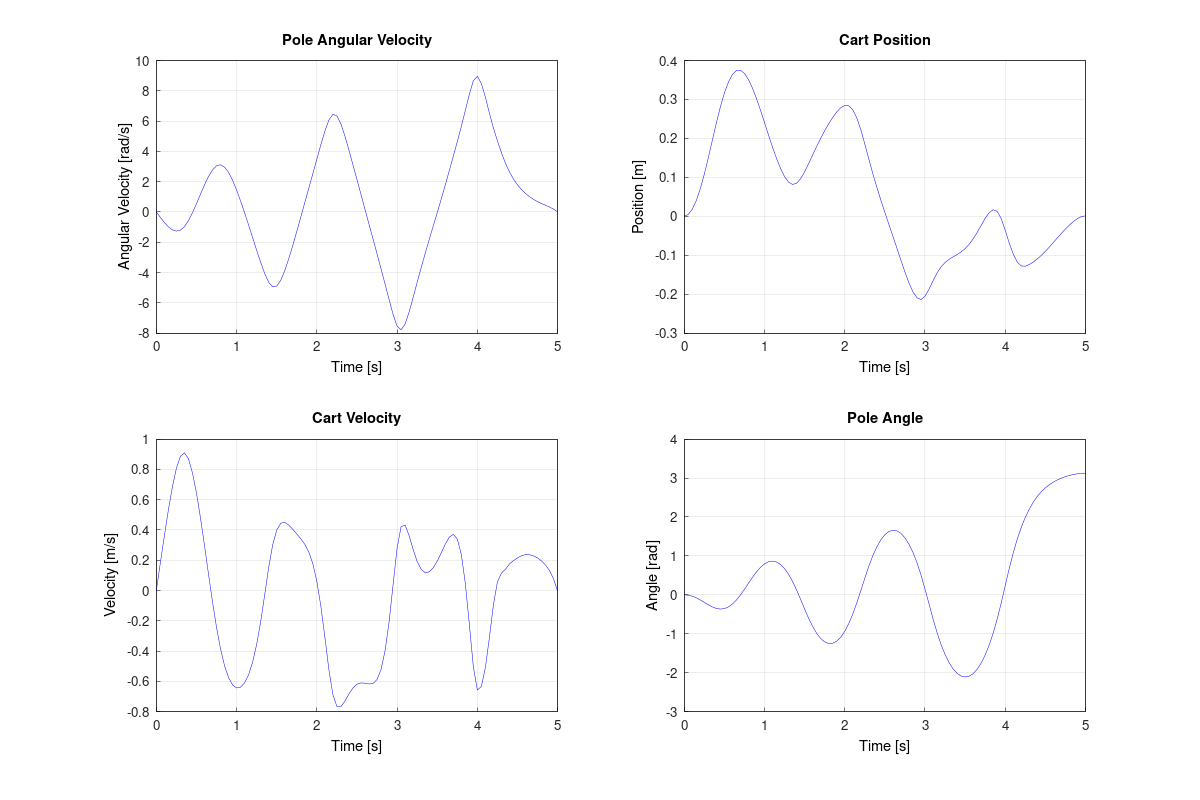 Pole Angular Velocity
Angular Velocity [rad/s]
10
8
6
4
2
0
-2
-4
-6
-8
0 1 2 3 4 5
Time [s]
Cart Position
Position [m]
0.4
0.3
0.2
0.1
0
-0.1
-0.2
-0.3
0 1 2 3 4 5
Time [s]
Cart Velocity
Velocity [m/s]
1
0.8
0.6
0.4
0.2
0
-0.2
-0.4
-0.6
-0.8
0 1 2 3 4 5
Time [s]
Pole Angle
Angle [rad]
4
3
2
1
0
-1
-2
-3
0 1 2 3 4 5
Time [s]